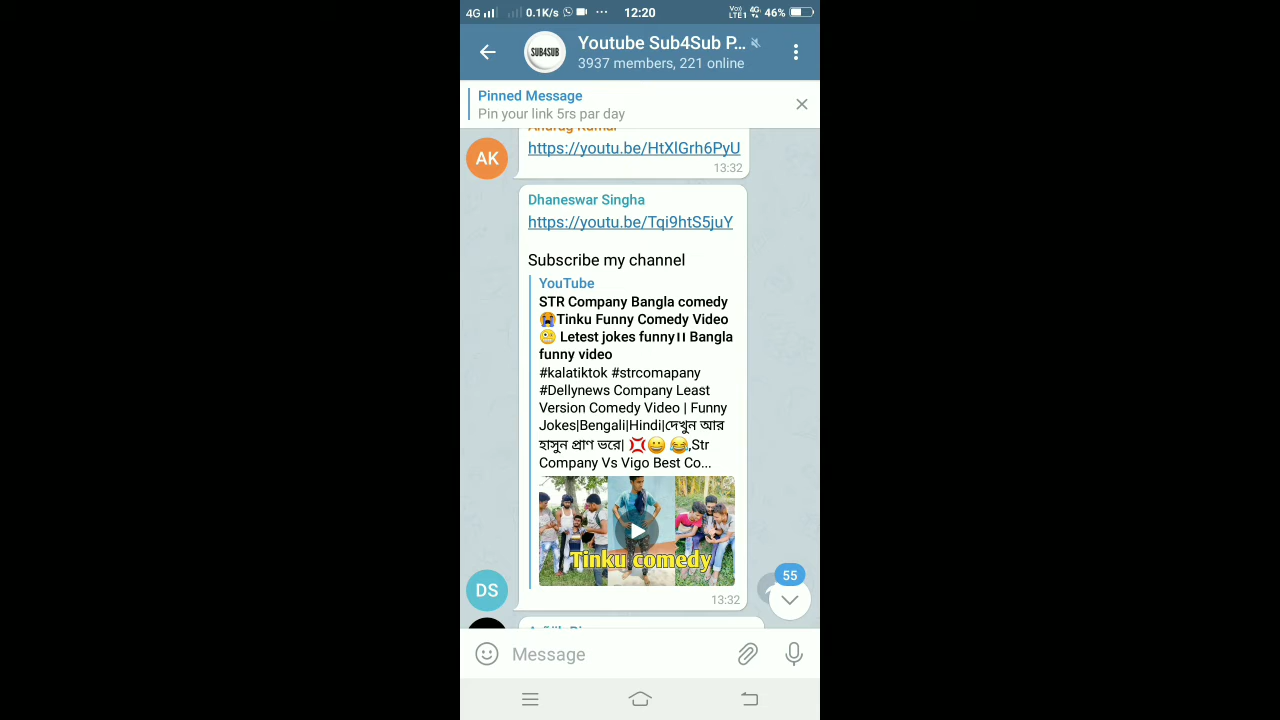 4G 0.1K/s ... 12:20 Vo) LTE1 4G 46%
SUB4SUB
Youtube Sub4Sub P...
3937 members, 221 online
Pinned Message
Pin your link 5rs par day
AK
https://youtu.be/HtXlGrh6PyU
13:32
Dhaneswar Singha
https://youtu.be/Tqi9htS5juY
Subscribe my channel
YouTube
STR Company Bangla comedy
😭Tinku Funny Comedy Video
🤪 Letest jokes funny।। Bangla
funny video
#kalatiktok #strcomapany
#Dellynews Company Least
Version Comedy Video | Funny
Jokes|Bengali|Hindi|দেখুন আর
হাসুন প্রাণ ভরে| 💢😀 😂,Str
Company Vs Vigo Best Co...
Tinku comedy
DS
13:32
55
Message